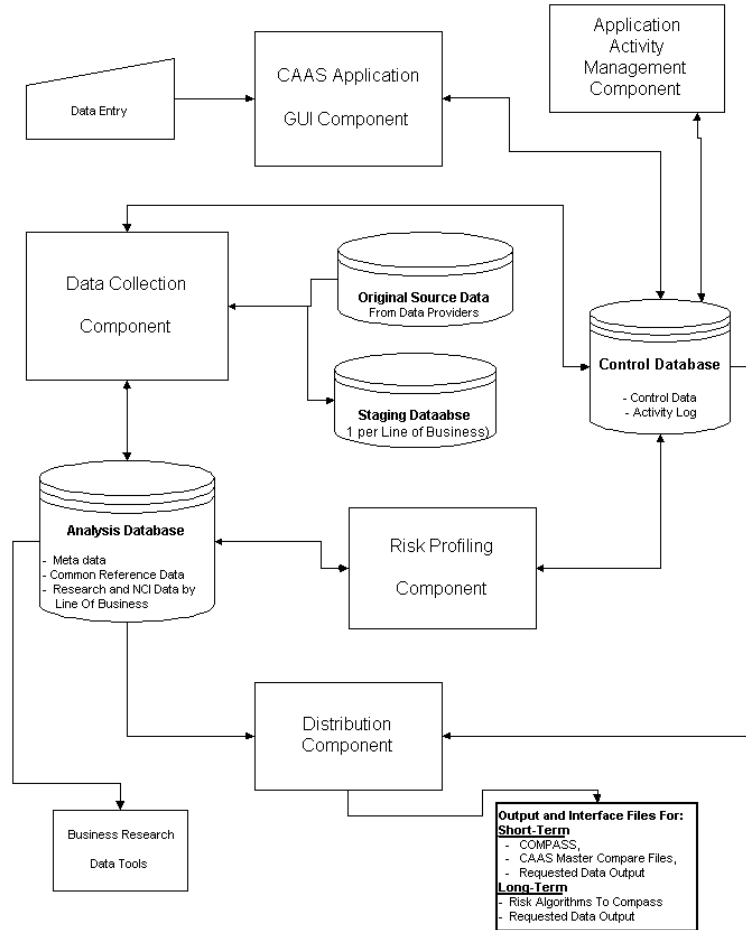 Application
Activity
Management
Component
CAAS Application
GUI Component
Data Entry
Data Collection
Component
Original Source Data
From Data Providers
Staging Dataabse
1 per Line of Business)
Control Database
- Control Data
- Activity Log
Analysis Database
- Meta data
- Common Reference Data
- Research and NCI Data by
Line Of Business
Risk Profiling
Component
Distribution
Component
Business Research
Data Tools
Output and Interface Files For:
Short-Term
- COMPASS,
- CAAS Master Compare Files,
- Requested Data Output
Long-Term
- Risk Algorithms To Compass
- Requested Data Output